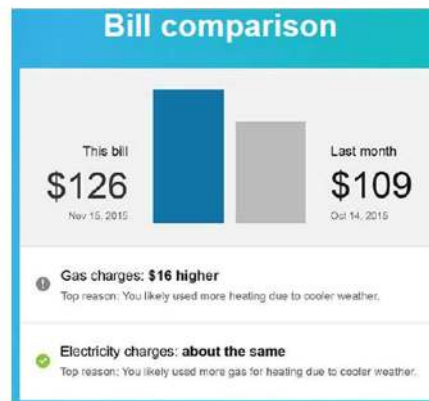 Bill comparison
This bill
$126
Nov 15, 2015
Last month
$109
Oct 14, 2015
Gas charges: $16 higher
Top reason: You likely used more heating due to cooler weather.
Electricity charges: about the same
Top reason: You likely used more gas for heating due to cooler weather.